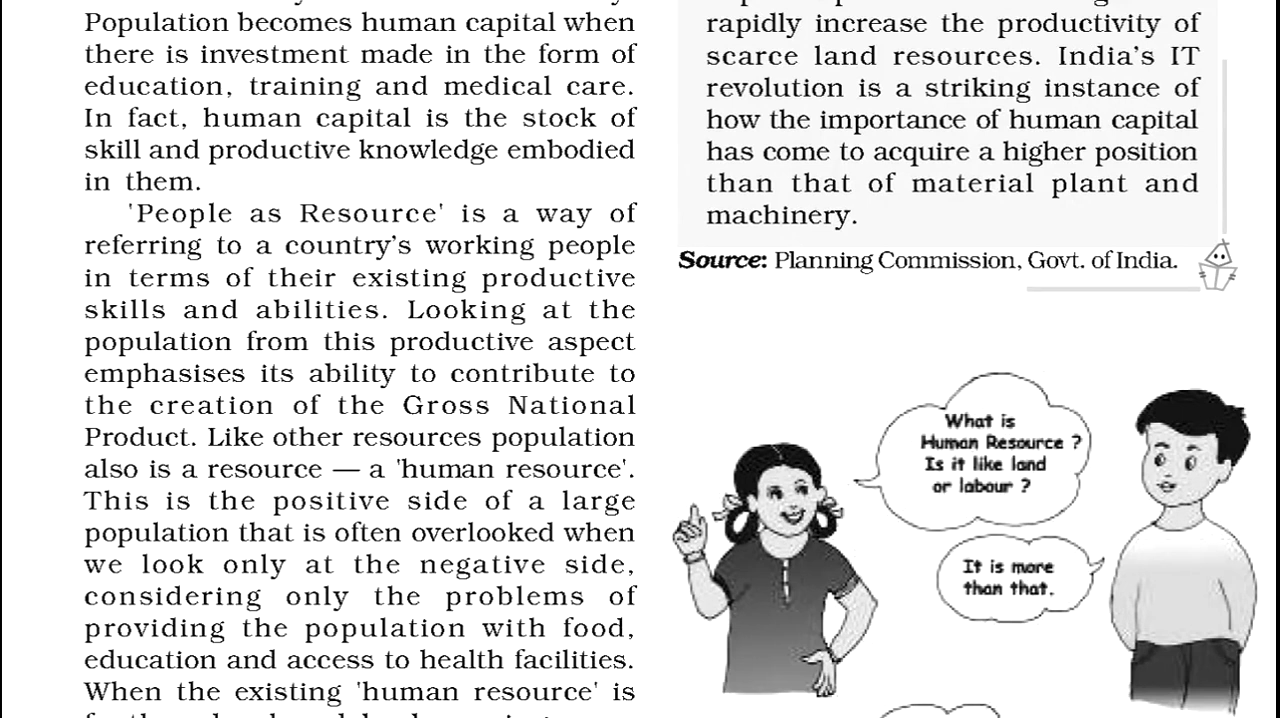 Population becomes human capital when
there is investment made in the form of
education, training and medical care.
In fact, human capital is the stock of
skill and productive knowledge embodied
in them.
'People as Resource' is a way of
referring to a country's working people
in terms of their existing productive
skills and abilities. Looking at the
population from this productive aspect
emphasises its ability to contribute to
the creation of the Gross National
Product. Like other resources population
also is a resource — a 'human resource'.
This is the positive side of a large
population that is often overlooked when
we look only at the negative side,
considering only the problems of
providing the population with food,
education and access to health facilities.
When the existing 'human resource' is
rapidly increase the productivity of
scarce land resources. India's IT
revolution is a striking instance of
how the importance of human capital
has come to acquire a higher position
than that of material plant and
machinery.
Source: Planning Commission, Govt. of India.
What is
Human Resource ?
Is it like land
or labour ?
It is more
than that.